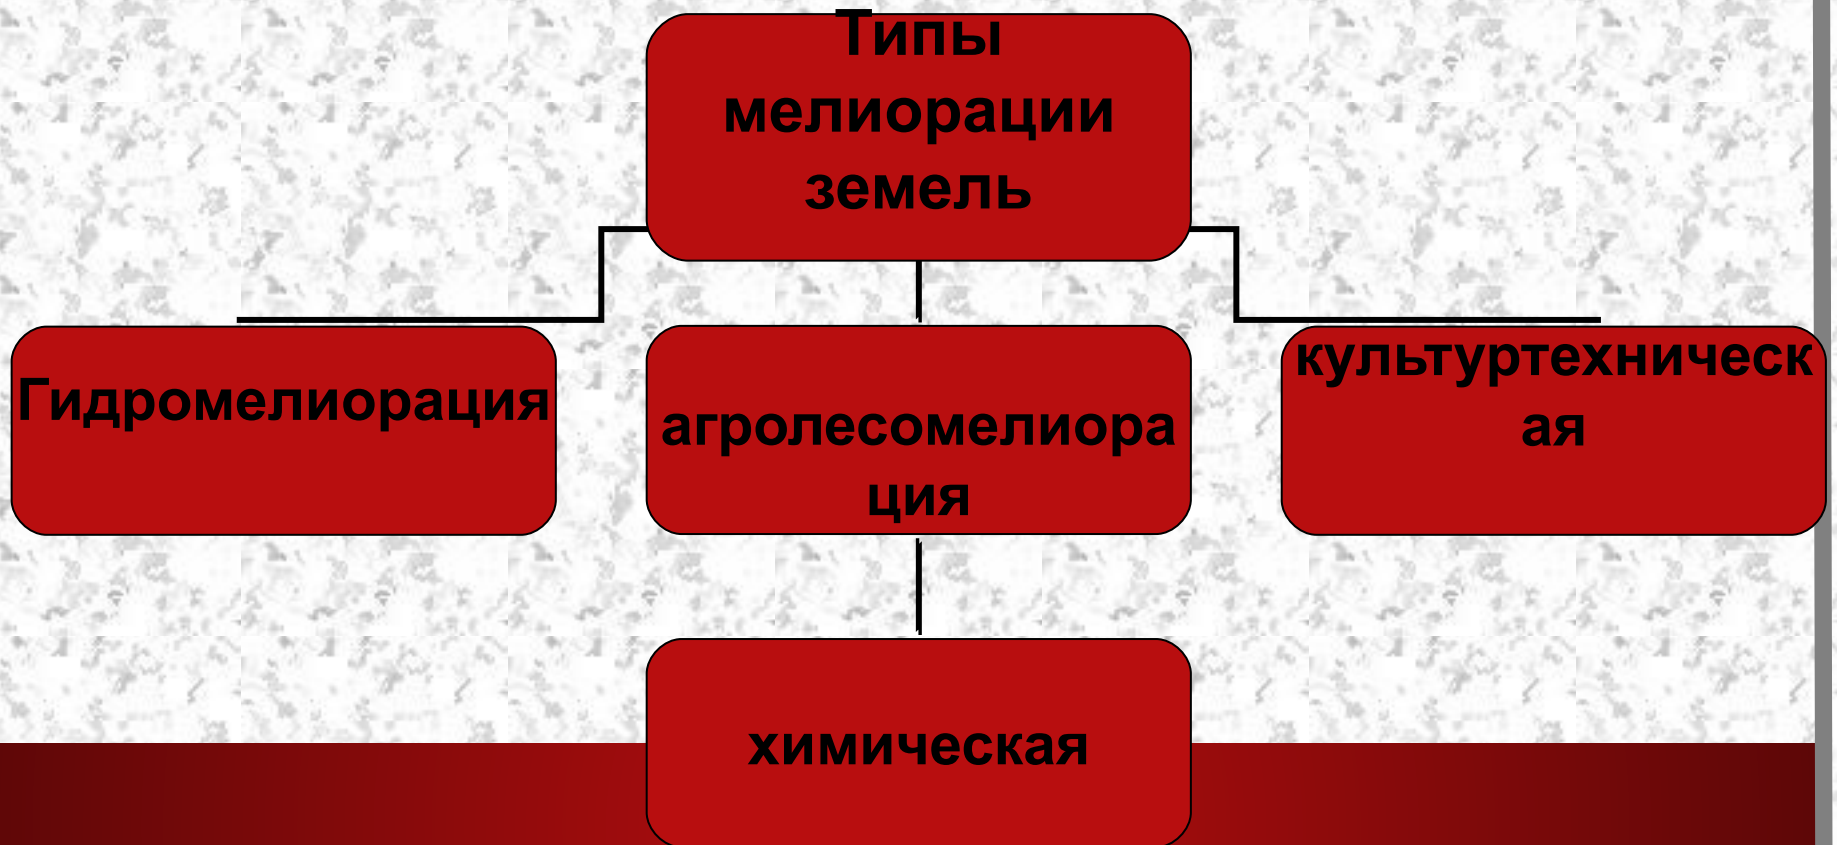 Типы
мелиорации
земель
Гидромелиорация
агролесомелиора
ция
культуртехническ
ая
химическая